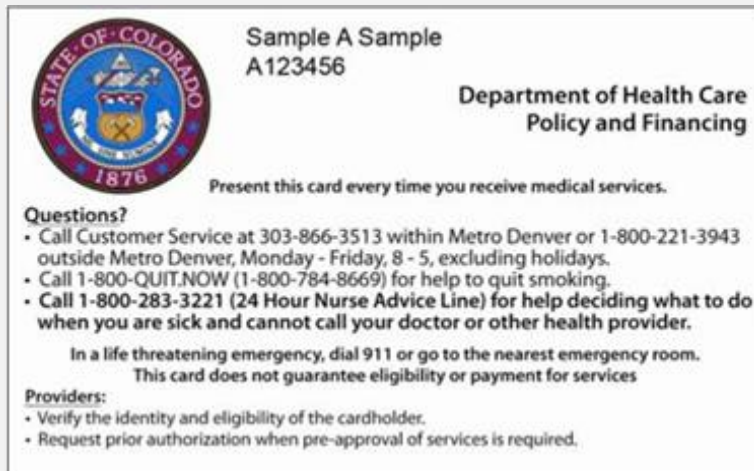 STATE OF COLORADO
1876
Sample A Sample
A123456
Department of Health Care
Policy and Financing
Present this card every time you receive medical services.
Questions?
• Call Customer Service at 303-866-3513 within Metro Denver or 1-800-221-3943
outside Metro Denver, Monday - Friday, 8 - 5, excluding holidays.
• Call 1-800-QUIT.NOW (1-800-784-8669) for help to quit smoking.
• Call 1-800-283-3221 (24 Hour Nurse Advice Line) for help deciding what to do
when you are sick and cannot call your doctor or other health provider.
In a life threatening emergency, dial 911 or go to the nearest emergency room.
This card does not guarantee eligibility or payment for services
Providers:
• Verify the identity and eligibility of the cardholder.
• Request prior authorization when pre-approval of services is required.